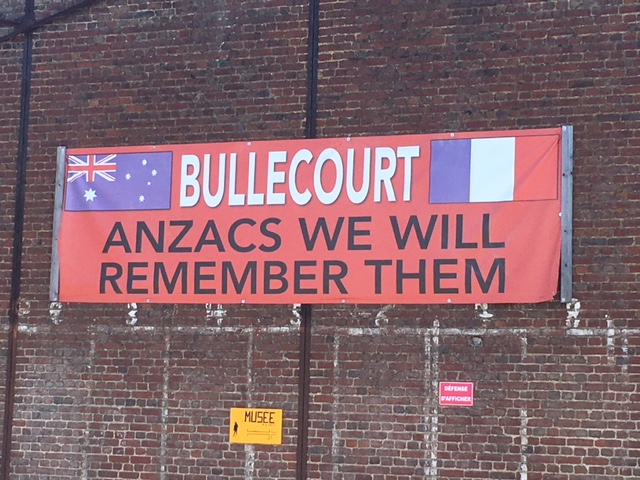 BULLECOURT
ANZACS WE WILL
REMEMBER THEM
DÉFENSE
D'AFFICHER
MUSEE